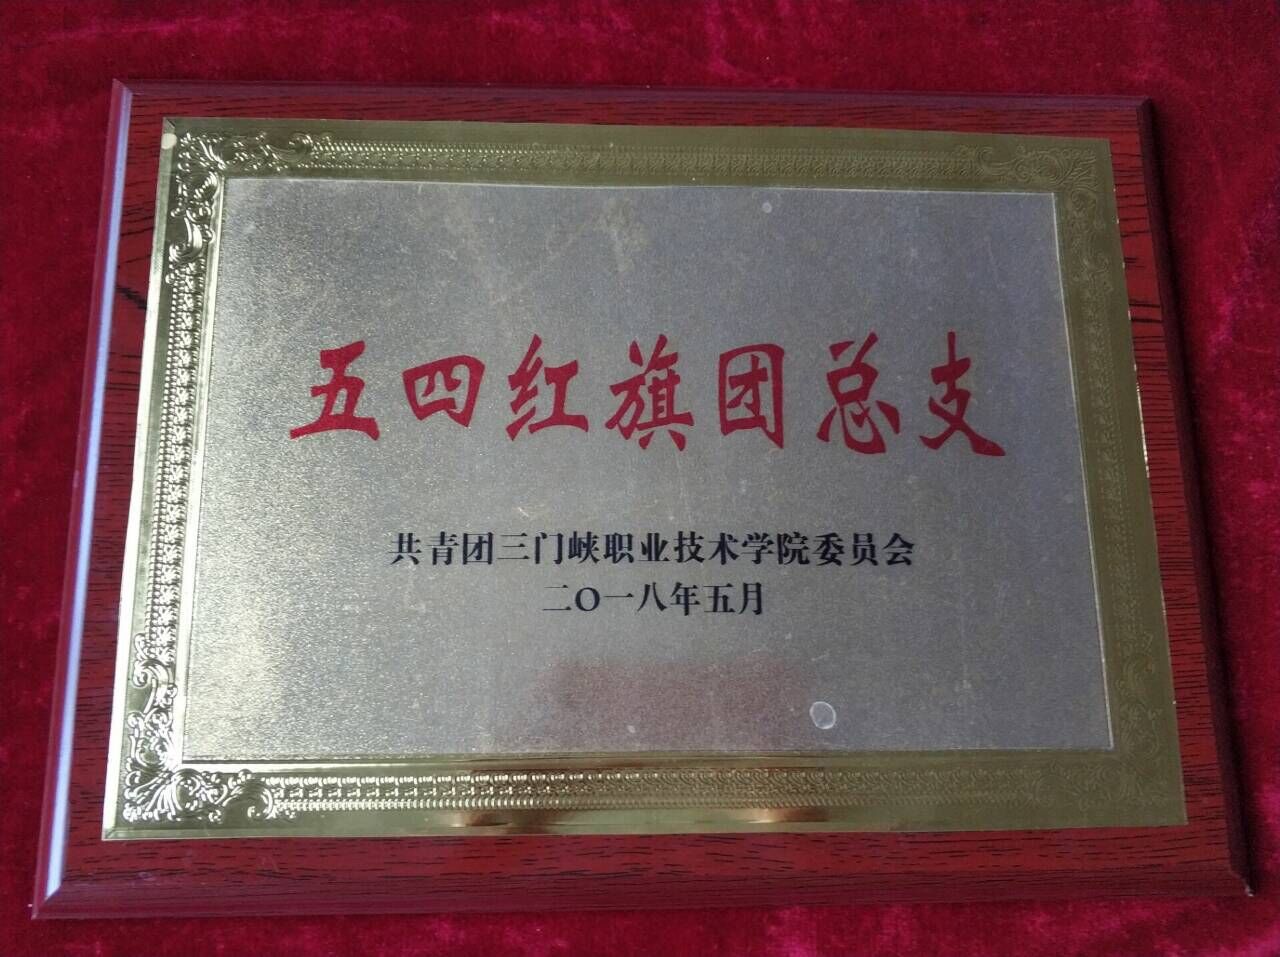 五四红旗团总支
共青团三门峡职业技术学院委员会
二〇一八年五月